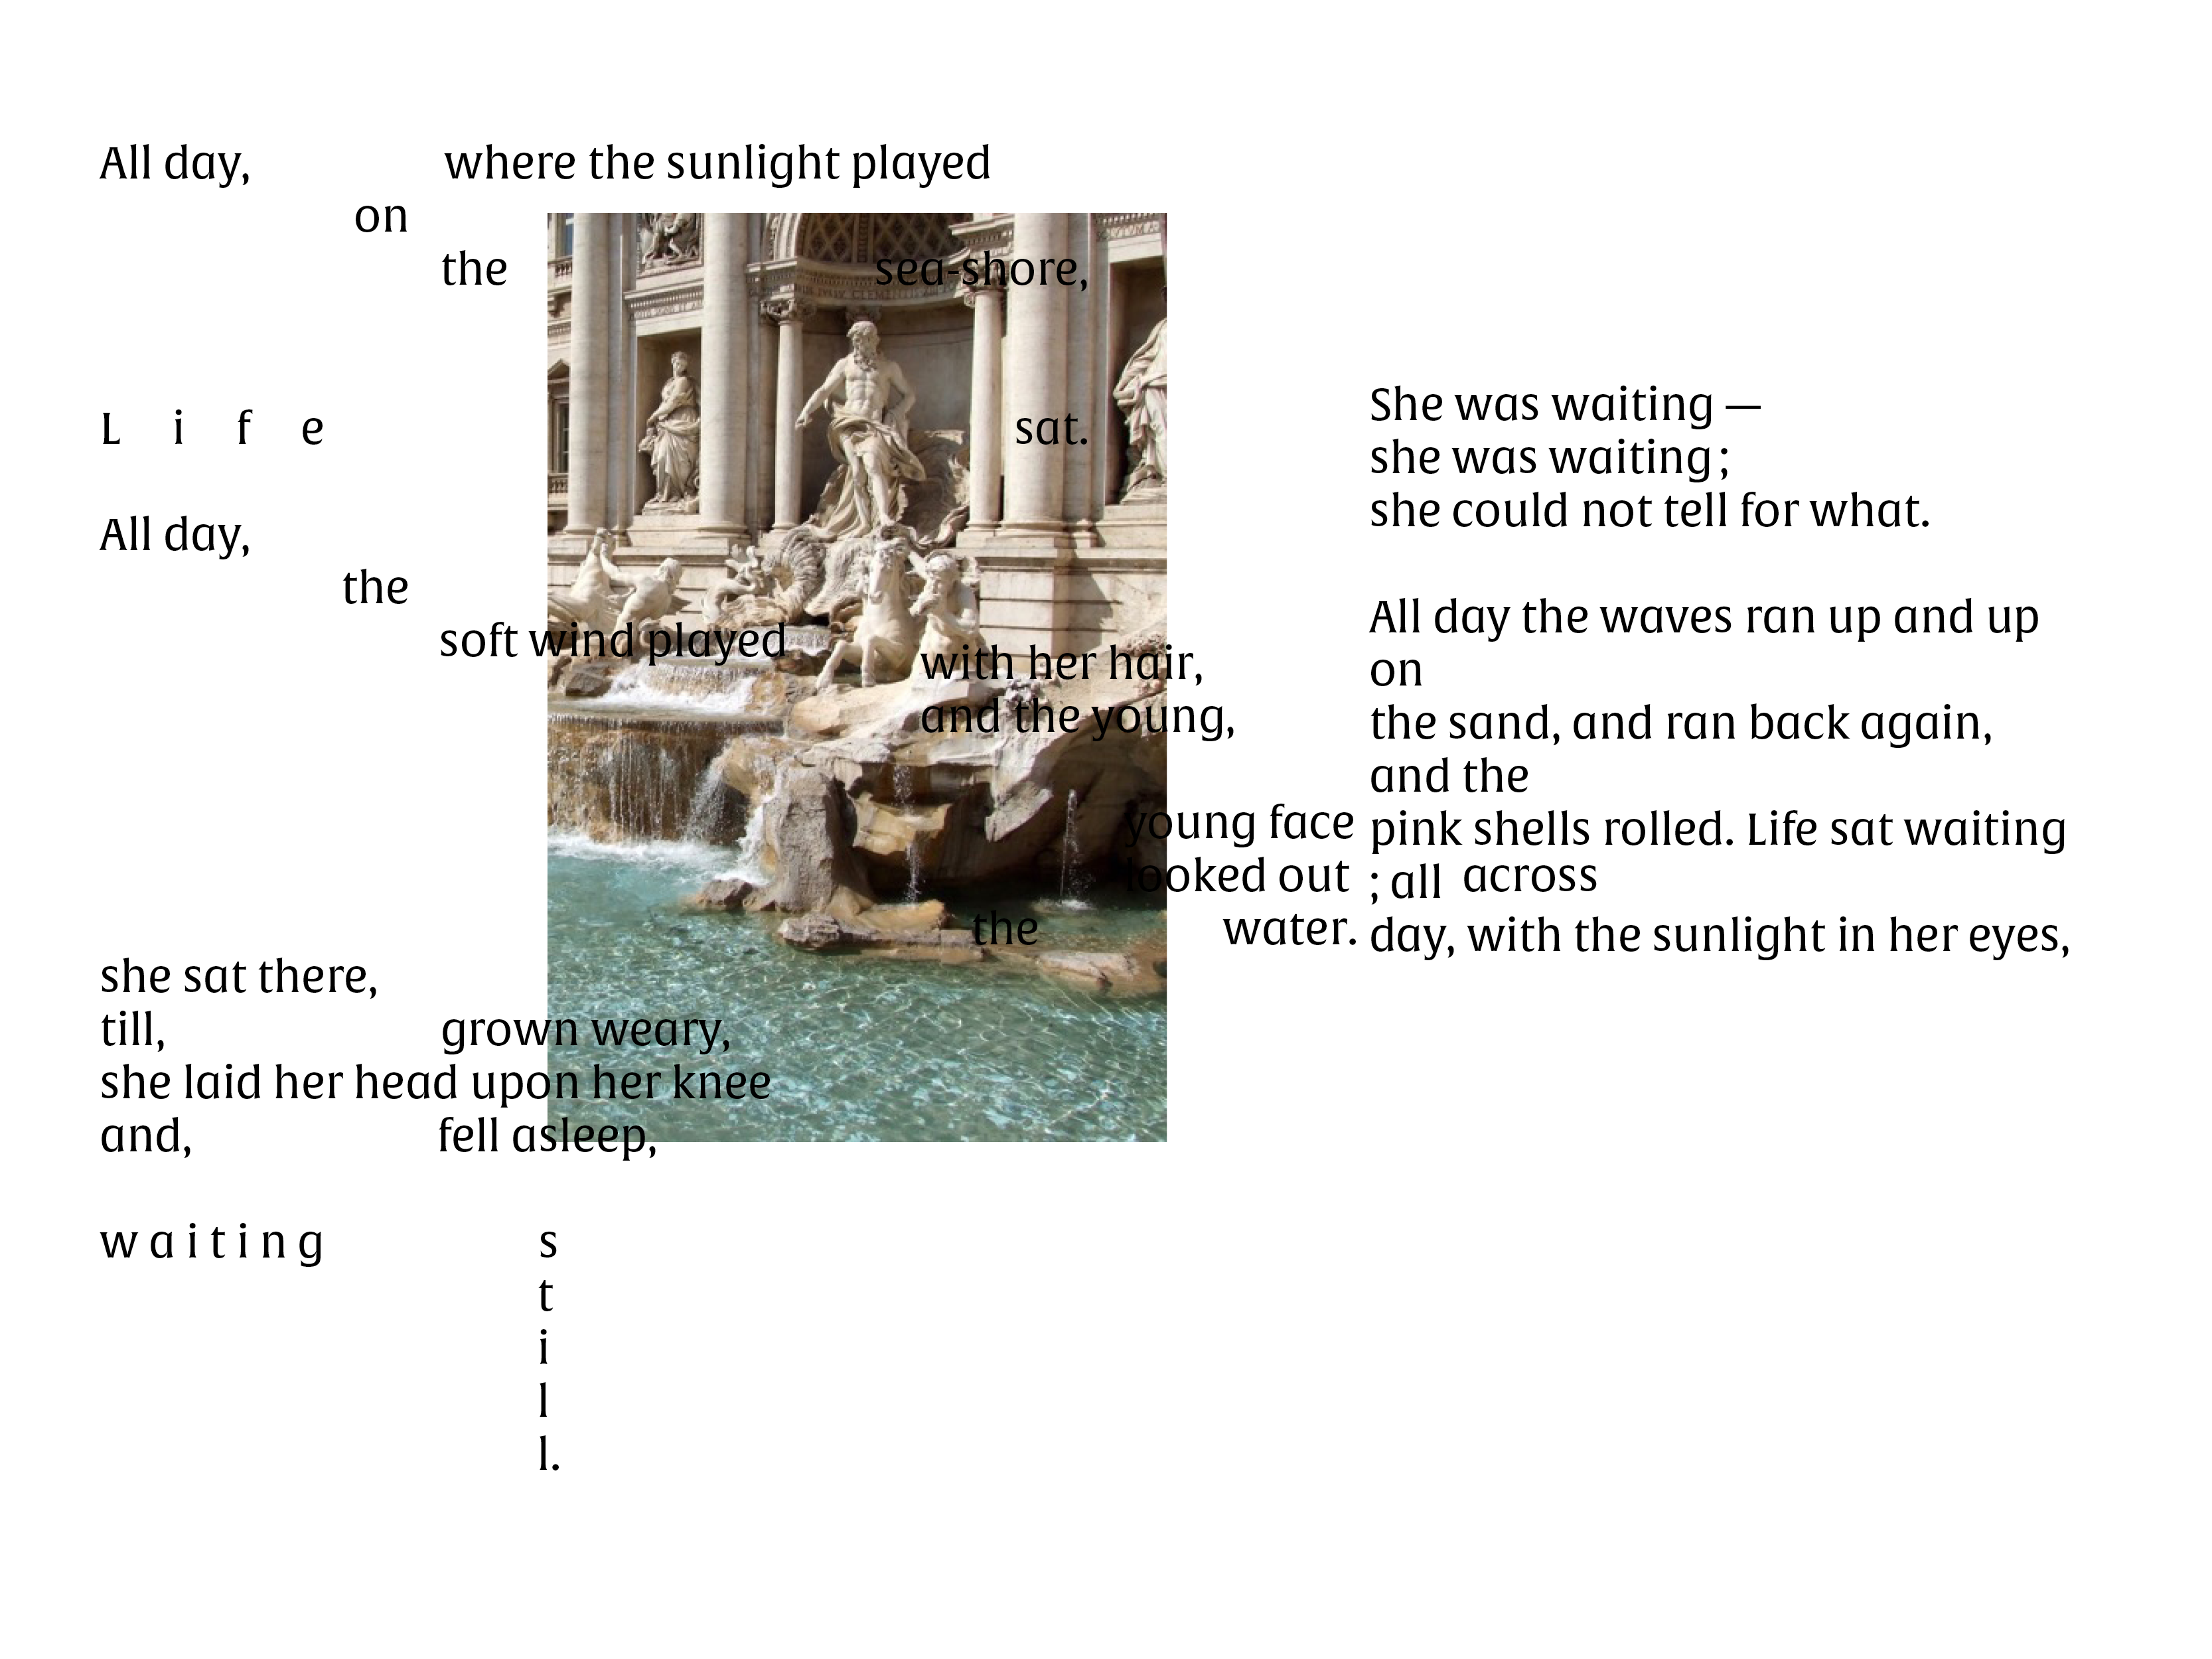 All day, where the sunlight played
on
the sea-shore,
L i f e sat.
All day,
the
soft wind played
with her hair,
and the young,
young face
looked out across
the water.
She was waiting —
she was waiting ;
she could not tell for what.
All day the waves ran up and up
on
the sand, and ran back again,
and the
pink shells rolled. Life sat waiting
; all
day, with the sunlight in her eyes,
she sat there,
till, grown weary,
she laid her head upon her knee
and, fell asleep,
w a i t i n g s
t
i
l
l.